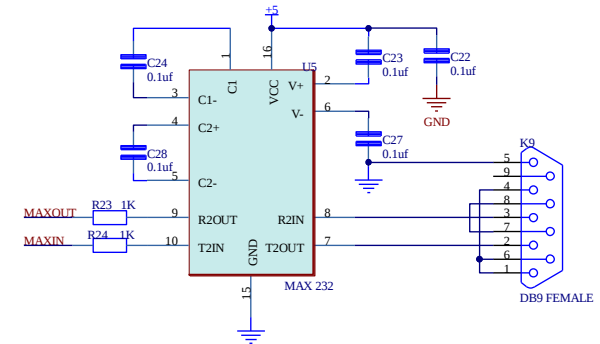 +5
C24
0.1uf
1
16
U5
C23
0.1uf
C22
0.1uf
C1
VCC
V+
2
3
C1-
V-
6
GND
4
C2+
C28
0.1uf
C27
0.1uf
K9
5
C2-
5
9
4
MAXOUT
R23 1K
9
R2OUT
R2IN
8
8
3
7
MAXIN
R24 1K
10
T2IN
GND
T2OUT
7
2
6
1
15
MAX 232
DB9 FEMALE